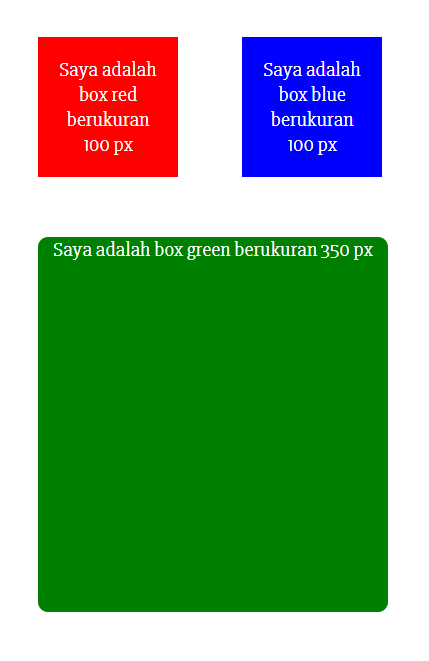 Saya adalah
box red
berukuran
100 px
Saya adalah
box blue
berukuran
100 px
Saya adalah box green berukuran 350 px